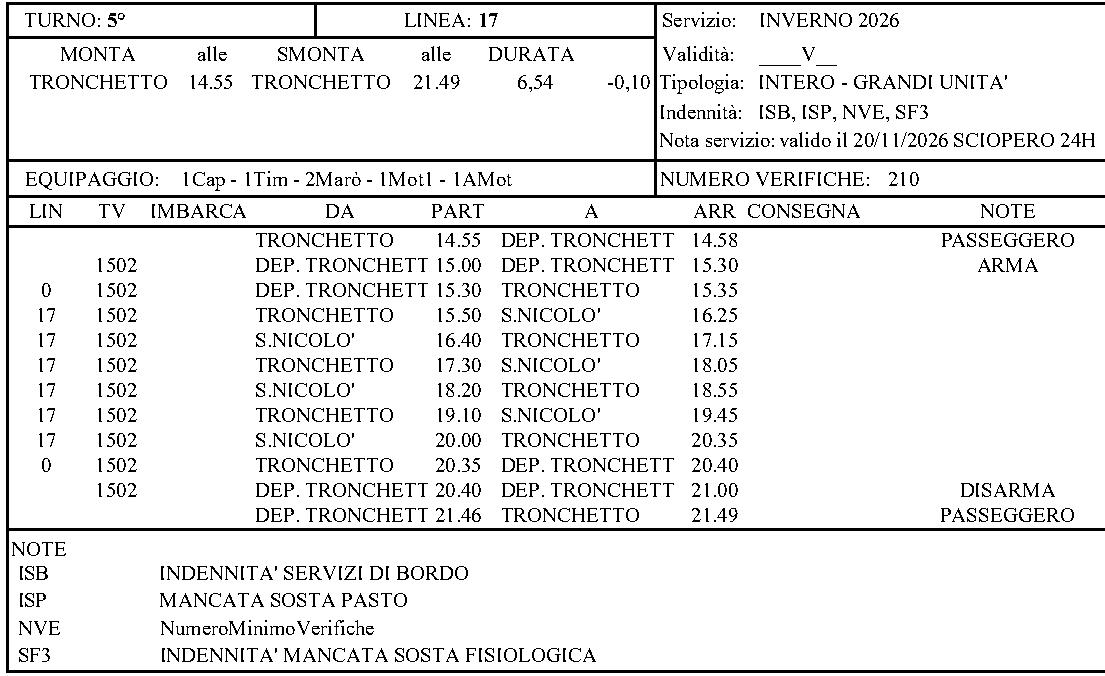 TURNO: 5° LINEA: 17 Servizio: INVERNO 2026
MONTA alle SMONTA alle DURATA Validità: ____V__
TRONCHETTO 14.55 TRONCHETTO 21.49 6,54 -0,10 Tipologia: INTERO - GRANDI UNITA'
Indennità: ISB, ISP, NVE, SF3
Nota servizio: valido il 20/11/2026 SCIOPERO 24H
EQUIPAGGIO: 1Cap - 1Tim - 2Marò - 1Mot1 - 1AMot NUMERO VERIFICHE: 210
LIN TV IMBARCA DA PART A ARR CONSEGNA NOTE
TRONCHETTO 14.55 DEP. TRONCHETT 14.58 PASSEGGERO
1502 DEP. TRONCHETT 15.00 DEP. TRONCHETT 15.30 ARMA
0 1502 DEP. TRONCHETT 15.30 TRONCHETTO 15.35
17 1502 TRONCHETTO 15.50 S.NICOLO' 16.25
17 1502 S.NICOLO' 16.40 TRONCHETTO 17.15
17 1502 TRONCHETTO 17.30 S.NICOLO' 18.05
17 1502 S.NICOLO' 18.20 TRONCHETTO 18.55
17 1502 TRONCHETTO 19.10 S.NICOLO' 19.45
17 1502 S.NICOLO' 20.00 TRONCHETTO 20.35
0 1502 TRONCHETTO 20.35 DEP. TRONCHETT 20.40
1502 DEP. TRONCHETT 20.40 DEP. TRONCHETT 21.00 DISARMA
DEP. TRONCHETT 21.46 TRONCHETTO 21.49 PASSEGGERO
NOTE
ISB INDENNITA' SERVIZI DI BORDO
ISP MANCATA SOSTA PASTO
NVE NumeroMinimoVerifiche
SF3 INDENNITA' MANCATA SOSTA FISIOLOGICA